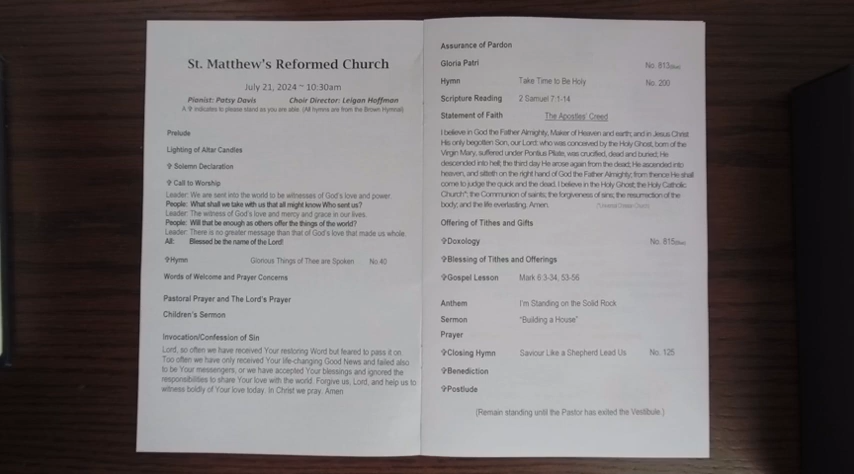 St. Matthew's Reformed Church
July 21, 2024 ~ 10:30am
Pianist: Patsy Davis Choir Director: Leigan Hoffman
A ✞ indicates to please stand as you are able. (All hymns are from the Brown Hymnal)
Prelude
Lighting of Altar Candles
✞ Solemn Declaration
✞ Call to Worship
Leader: We are sent into the world to be witnesses of God's love and power.
People: What shall we take with us that all might know Who sent us?
Leader: The witness of God's love and mercy and grace in our lives.
People: Will that be enough as others offer the things of the world?
Leader: There is no greater message than that of God's love that made us whole.
All: Blessed be the name of the Lord!
✞Hymn Glorious Things of Thee are Spoken No.40
Words of Welcome and Prayer Concerns
Pastoral Prayer and The Lord's Prayer
Children's Sermon
Invocation/Confession of Sin
Lord, so often we have received Your restoring Word but feared to pass it on.
Too often we have only received Your life-changing Good News and failed also
to be Your messengers, or we have accepted Your blessings and ignored the
responsibilities to share Your love with the world. Forgive us, Lord, and help us to
witness boldly of Your love today. In Christ we pray. Amen
Assurance of Pardon
Gloria Patri No. 813
Hymn Take Time to Be Holy No. 200
Scripture Reading 2 Samuel 7:1-14
Statement of Faith The Apostles' Creed
I believe in God the Father Almighty, Maker of Heaven and earth; and in Jesus Christ
His only begotten Son, our Lord: who was conceived by the Holy Ghost, born of the
Virgin Mary, suffered under Pontius Pilate, was crucified, dead and buried; He
descended into hell; the third day He arose again from the dead; He ascended into
heaven, and sitteth on the right hand of God the Father Almighty; from thence He shall
come to judge the quick and the dead. I believe in the Holy Ghost; the Holy Catholic
Church*; the Communion of saints; the forgiveness of sins; the resurrection of the
body; and the life everlasting. Amen.
Offering of Tithes and Gifts
✞Doxology No. 815
✞Blessing of Tithes and Offerings
✞Gospel Lesson Mark 6:3-34, 53-56
Anthem I'm Standing on the Solid Rock
Sermon "Building a House"
Prayer
✞Closing Hymn Saviour Like a Shepherd Lead Us No. 125
✞Benediction
✞Postlude
(Remain standing until the Pastor has exited the Vestibule.)